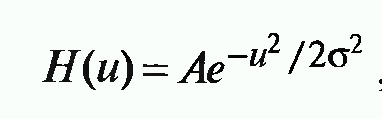 H(u) = Ae^{-u^2/2σ^2},